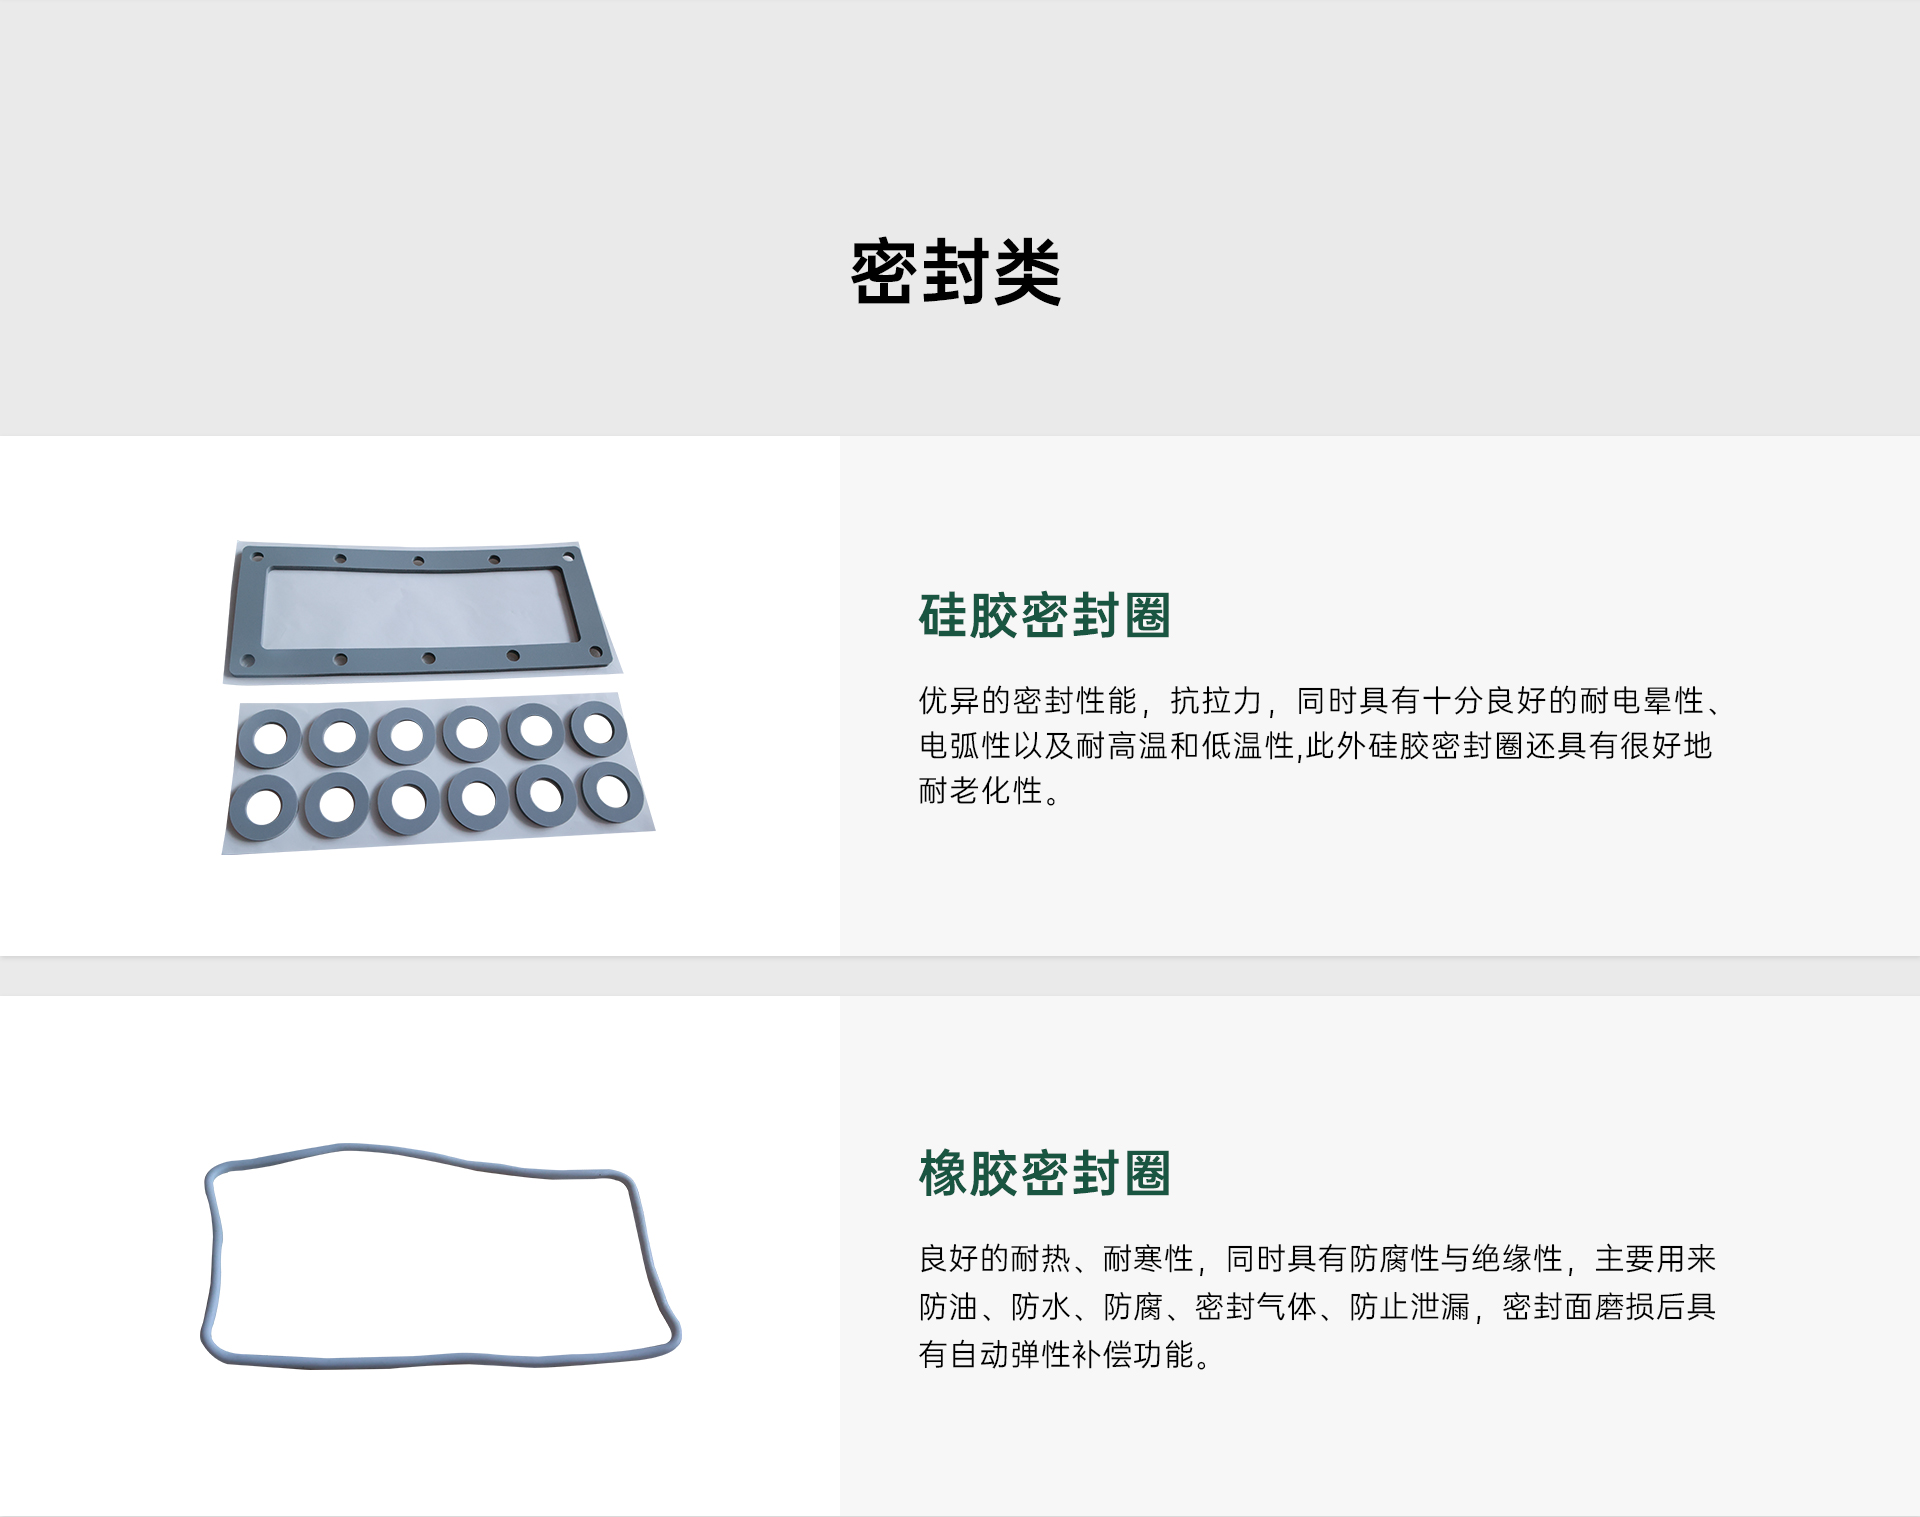 密封类
硅胶密封圈
优异的密封性能，抗拉力，同时具有十分良好的耐电晕性、
电弧性以及耐高温和低温性,此外硅胶密封圈还具有很好地
耐老化性。
橡胶密封圈
良好的耐热、耐寒性，同时具有防腐性与绝缘性，主要用来
防油、防水、防腐、密封气体、防止泄漏，密封面磨损后具
有自动弹性补偿功能。